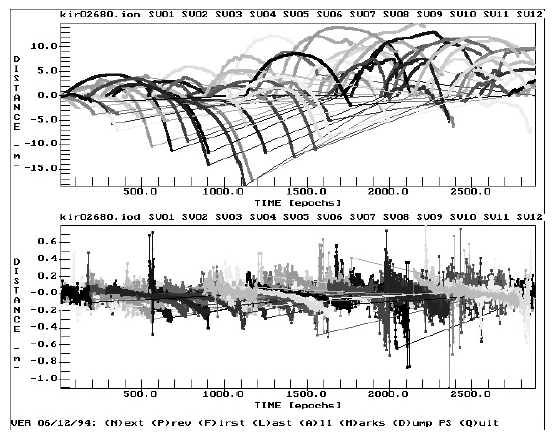 kir02680.ion SV01 SV02 SV03 SV04 SV05 SV06 SV07 SV08 SV09 SV10 SV11 SV12
10.0
5.0
0.0
-5.0
-10.0
-15.0
DISTANCE -m-
500.0 1000.0 1500.0 2000.0 2500.0
TIME [epochs]
kir02680.iod SV01 SV02 SV03 SV04 SV05 SV06 SV07 SV08 SV09 SV10 SV11 SV12
0.6
0.4
0.2
-0.0
-0.2
-0.4
-0.6
-0.8
-1.0
DISTANCE -m-
500.0 1000.0 1500.0 2000.0 2500.0
TIME [epochs]
VER 06/12/94: (N)ext (P)rev (F)irst (L)ast (A)ll (M)arks (D)ump PS (Q)uit